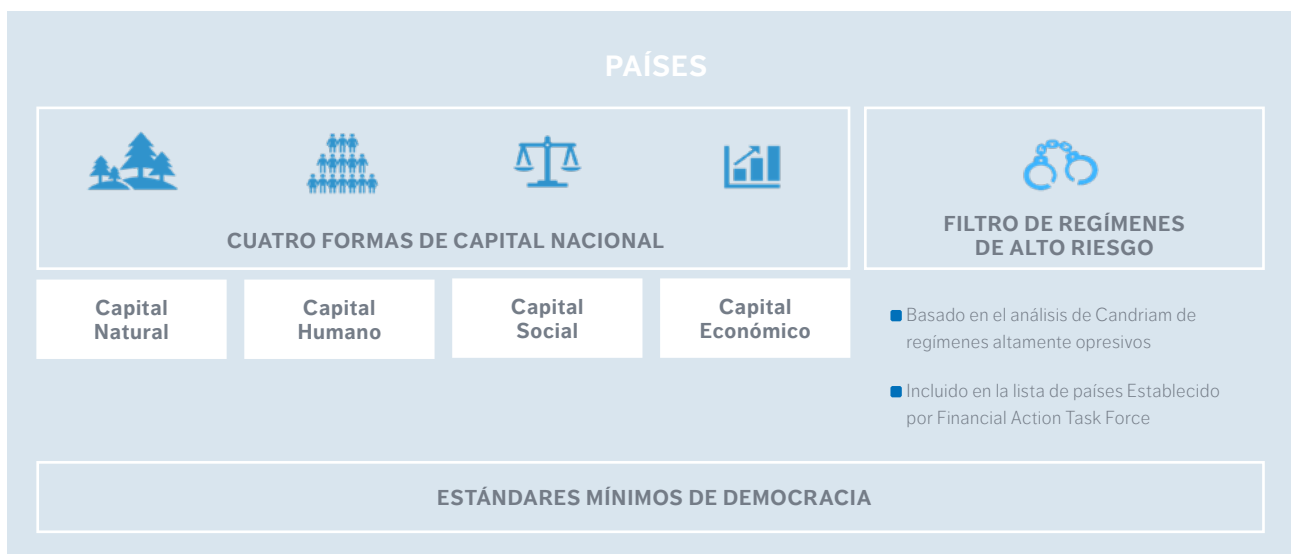 PAÍSES
CUATRO FORMAS DE CAPITAL NACIONAL
Capital
Natural
Capital
Humano
Capital
Social
Capital
Económico
FILTRO DE REGÍMENES
DE ALTO RIESGO
Basado en el análisis de Candriam de
regímenes altamente opresivos
Incluido en la lista de países Establecido
por Financial Action Task Force
ESTÁNDARES MÍNIMOS DE DEMOCRACIA